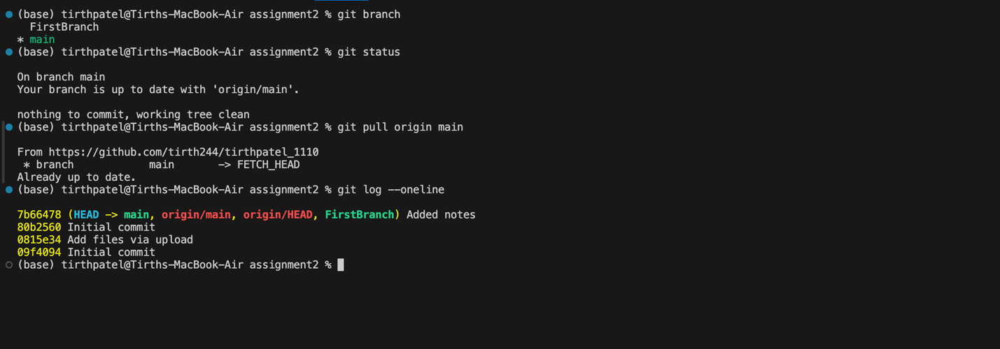 (base) tirthpatel@Tirths-MacBook-Air assignment2 % git branch
  FirstBranch
* main
(base) tirthpatel@Tirths-MacBook-Air assignment2 % git status
On branch main
Your branch is up to date with 'origin/main'.
nothing to commit, working tree clean
(base) tirthpatel@Tirths-MacBook-Air assignment2 % git pull origin main
From https://github.com/tirth244/tirthpatel_1110
 * branch            main       -> FETCH_HEAD
Already up to date.
(base) tirthpatel@Tirths-MacBook-Air assignment2 % git log --oneline
7b66478 (HEAD -> main, origin/main, origin/HEAD, FirstBranch) Added notes
80b2560 Initial commit
0815e34 Add files via upload
09f4094 Initial commit
(base) tirthpatel@Tirths-MacBook-Air assignment2 %